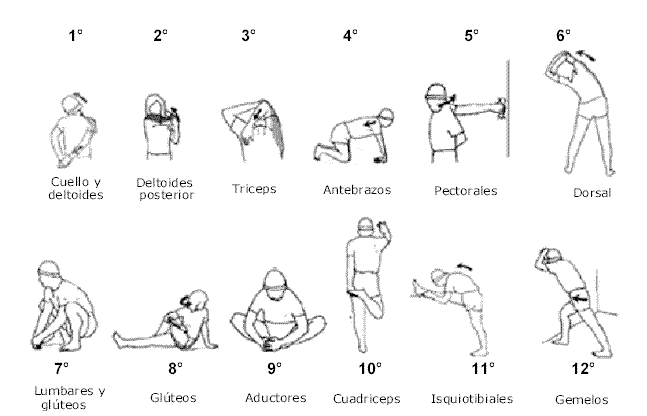 1° 2° 3° 4° 5° 6°
Cuello y
deltoides
Deltoides
posterior
Triceps
Antebrazos
Pectorales
Dorsal
7° 8° 9° 10° 11° 12°
Lumbares y
glúteos
Glúteos
Aductores
Cuadriceps
Isquiotibiales
Gemelos